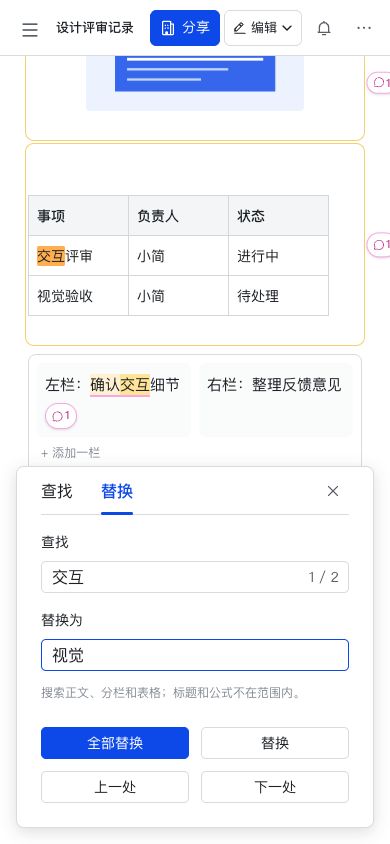 设计评审记录 分享 编辑
1
事项 负责人 状态
交互评审 小简 进行中
1
视觉验收 小简 待处理
左栏：确认交互细节 右栏：整理反馈意见
1
+ 添加一栏
查找 替换
查找
交互 1 / 2
替换为
视觉
搜索正文、分栏和表格；标题和公式不在范围内。
全部替换 替换
上一处 下一处